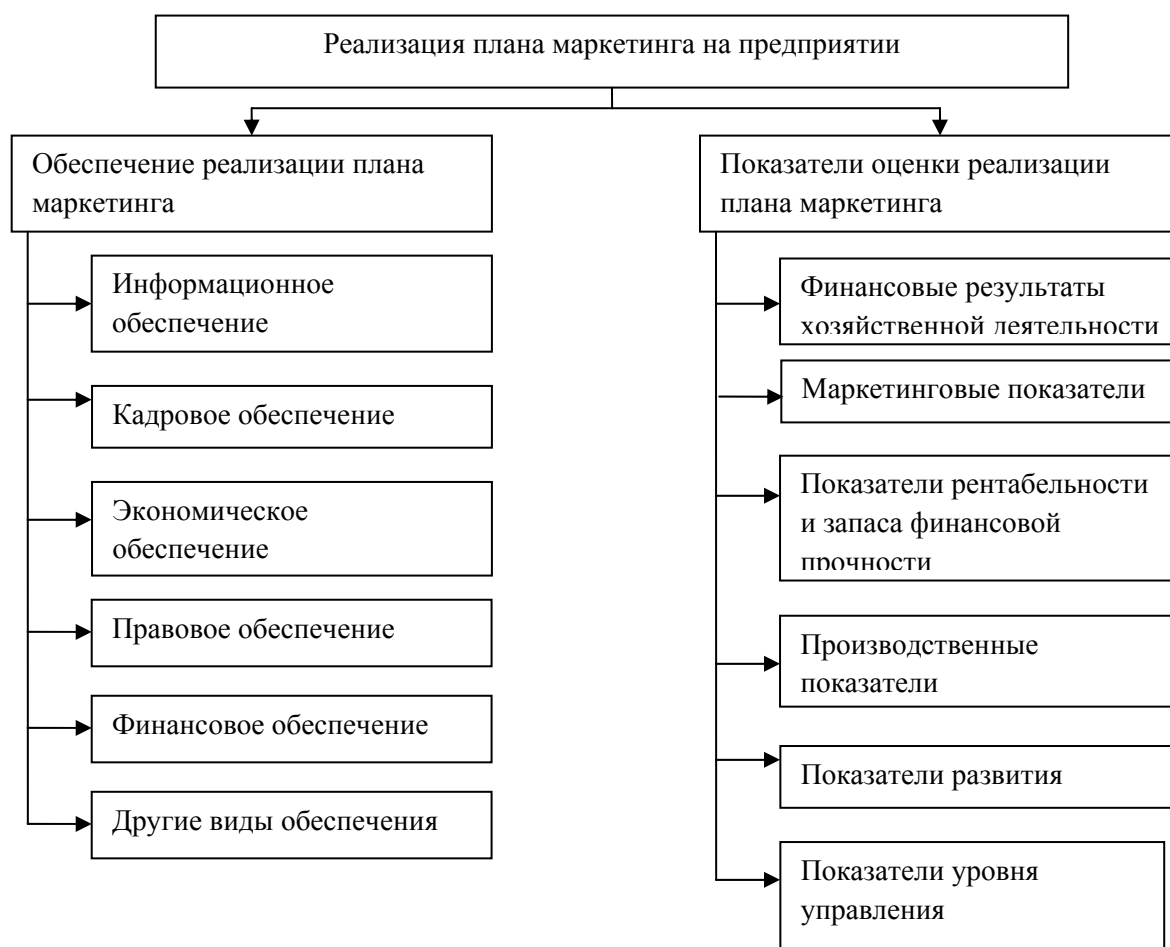 Реализация плана маркетинга на предприятии
Обеспечение реализации плана
маркетинга
Информационное
обеспечение
Кадровое обеспечение
Экономическое
обеспечение
Правовое обеспечение
Финансовое обеспечение
Другие виды обеспечения
Показатели оценки реализации
плана маркетинга
Финансовые результаты
хозяйственной деятельности
Маркетинговые показатели
Показатели рентабельности
и запаса финансовой
прочности
Производственные
показатели
Показатели развития
Показатели уровня
управления